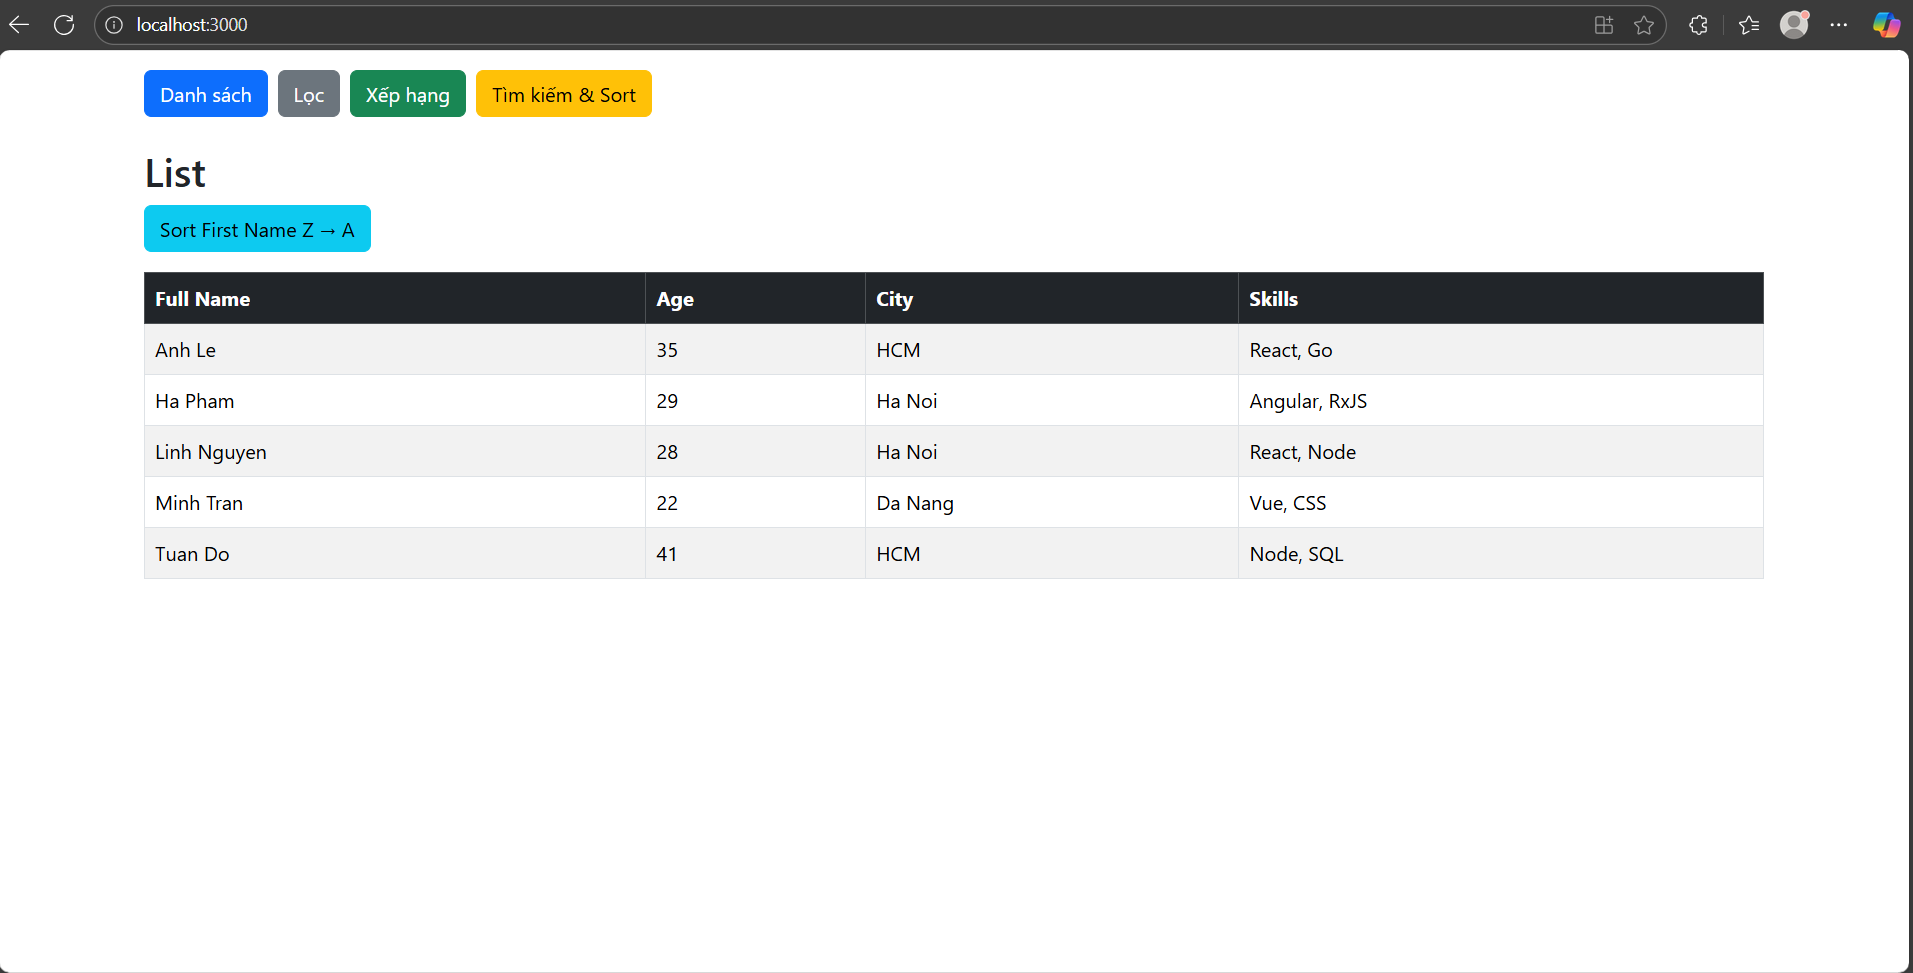 localhost:3000
Danh sách Lọc Xếp hạng Tìm kiếm & Sort
List
Sort First Name Z → A
Full Name Age City Skills
Anh Le 35 HCM React, Go
Ha Pham 29 Ha Noi Angular, RxJS
Linh Nguyen 28 Ha Noi React, Node
Minh Tran 22 Da Nang Vue, CSS
Tuan Do 41 HCM Node, SQL